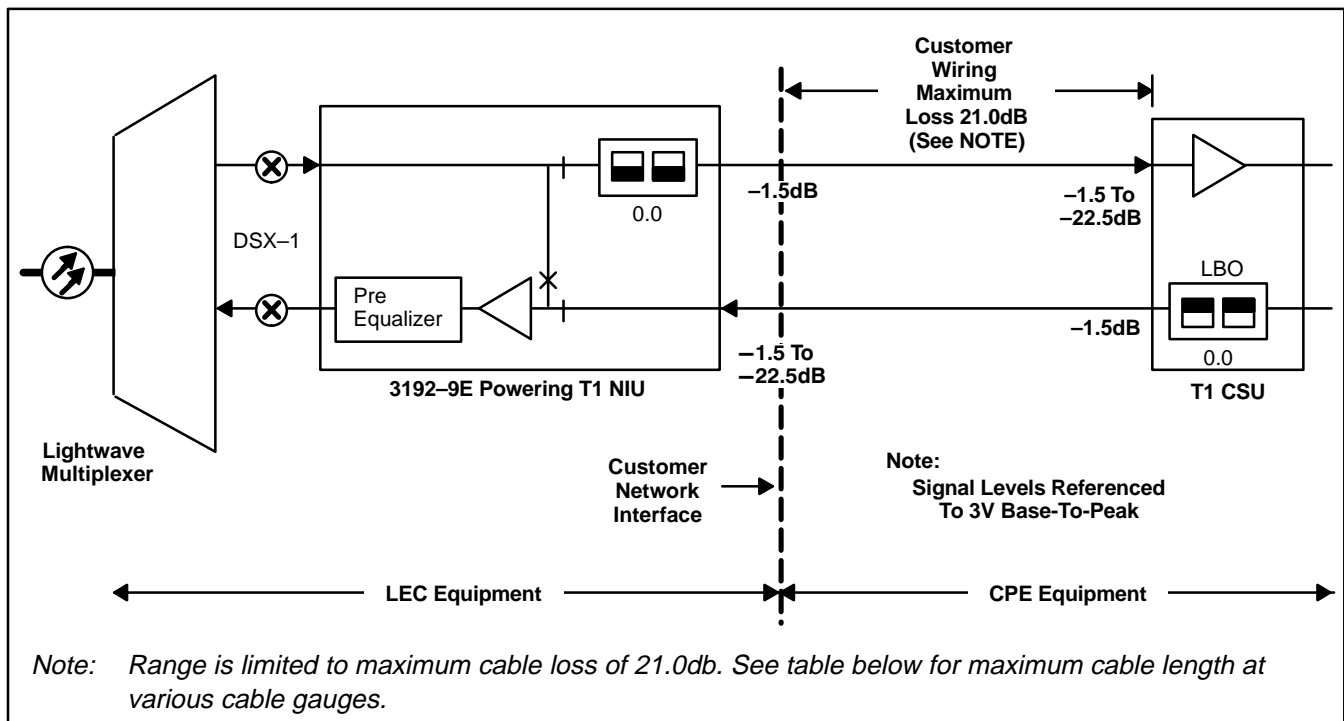 Customer
Wiring
Maximum
Loss 21.0dB
(See NOTE)
–1.5dB
–1.5 To
–22.5dB
0.0
DSX–1
LBO
Pre
Equalizer
–1.5dB
0.0
–1.5 To
–22.5dB
3192–9E Powering T1 NIU
T1 CSU
Lightwave
Multiplexer
Customer
Network
Interface
Note:
Signal Levels Referenced
To 3V Base-To-Peak
LEC Equipment
CPE Equipment
Note: Range is limited to maximum cable loss of 21.0db. See table below for maximum cable length at
various cable gauges.